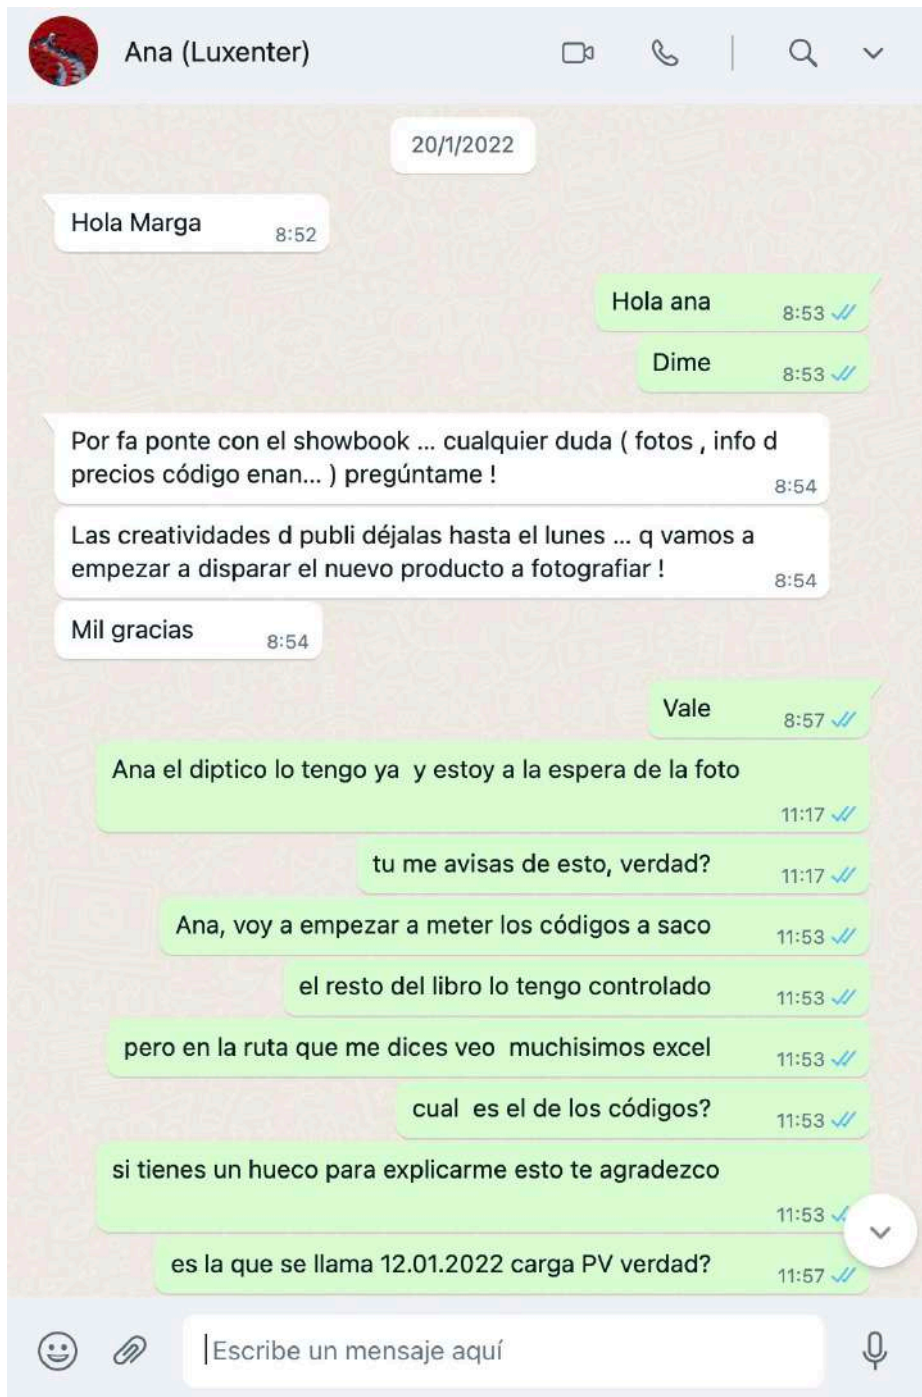 Ana (Luxenter)
20/1/2022
Hola Marga
8:52
Hola ana
8:53
Dime
8:53
Por fa ponte con el showbook ... cualquier duda ( fotos , info d
precios código enan... ) pregúntame !
8:54
Las creatividades d publi déjalas hasta el lunes ... q vamos a
empezar a disparar el nuevo producto a fotografiar !
8:54
Mil gracias
8:54
Vale
8:57
Ana el diptico lo tengo ya y estoy a la espera de la foto
11:17
tu me avisas de esto, verdad?
11:17
Ana, voy a empezar a meter los códigos a saco
11:53
el resto del libro lo tengo controlado
11:53
pero en la ruta que me dices veo muchisimos excel
11:53
cual es el de los códigos?
11:53
si tienes un hueco para explicarme esto te agradezco
11:53
es la que se llama 12.01.2022 carga PV verdad?
11:57
Escribe un mensaje aquí